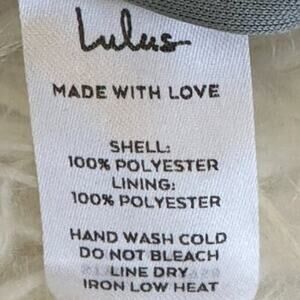 Lulus
MADE WITH LOVE
SHELL:
100% POLYESTER
LINING:
100% POLYESTER
HAND WASH COLD
DO NOT BLEACH
LINE DRY
IRON LOW HEAT